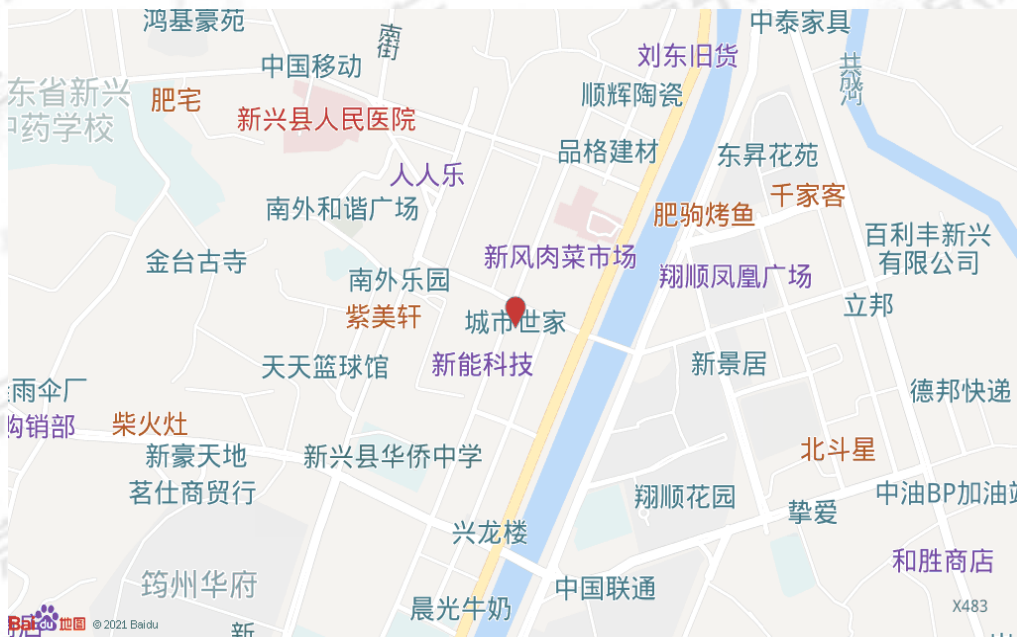 鸿基豪苑
中泰家具
南街
刘东旧货
中国移动
共成河
顺辉陶瓷
东省新兴
中药学校
肥宅
新兴县人民医院
品格建材
东昇花苑
人人乐
千家客
南外和谐广场
肥驹烤鱼
百利丰新兴
有限公司
金台古寺
新风肉菜市场
翔顺凤凰广场
南外乐园
立邦
紫美轩
城市世家
天天篮球馆
新能科技
新景居
雨伞厂
德邦快递
购销部
柴火灶
新豪天地
新兴县华侨中学
北斗星
茗仕商贸行
翔顺花园
中油BP加油站
挚爱
兴龙楼
和胜商店
筠州华府
中国联通
晨光牛奶
X483
Bai du 地图
© 2021 Baidu
新